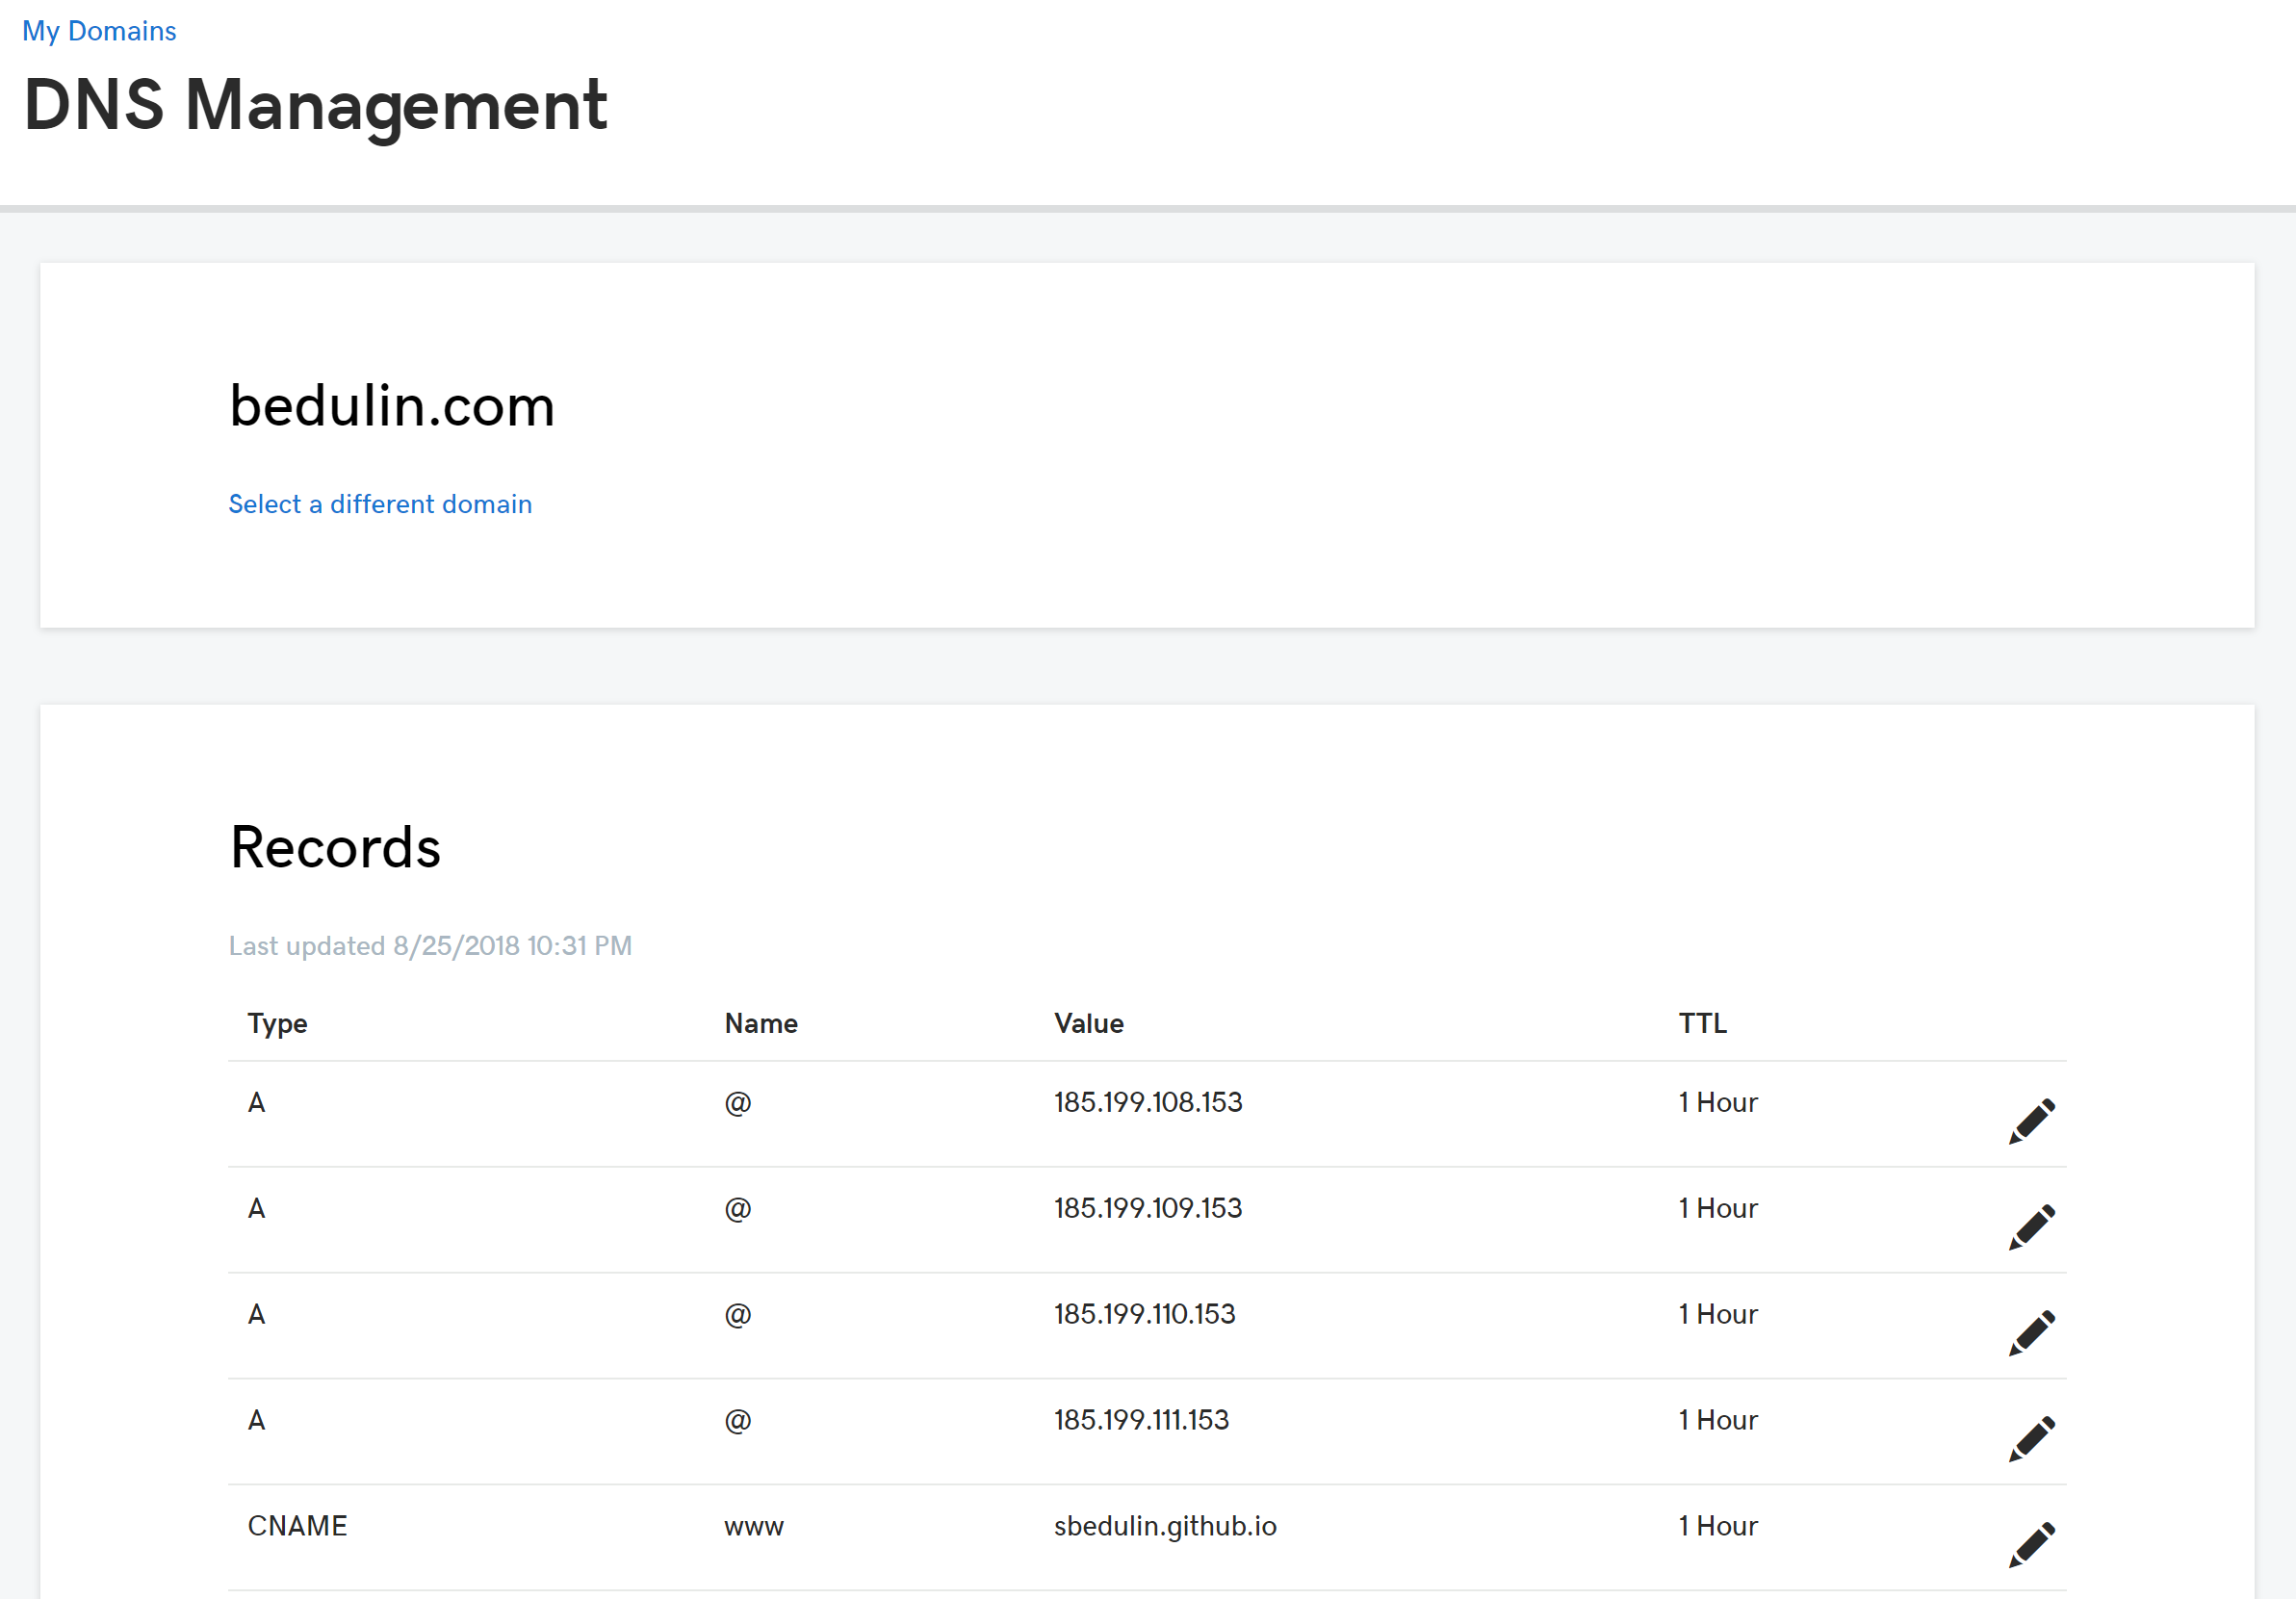 My Domains
DNS Management
bedulin.com
Select a different domain
Records
Last updated 8/25/2018 10:31 PM
Type Name Value TTL
A @ 185.199.108.153 1 Hour
A @ 185.199.109.153 1 Hour
A @ 185.199.110.153 1 Hour
A @ 185.199.111.153 1 Hour
CNAME www sbedulin.github.io 1 Hour